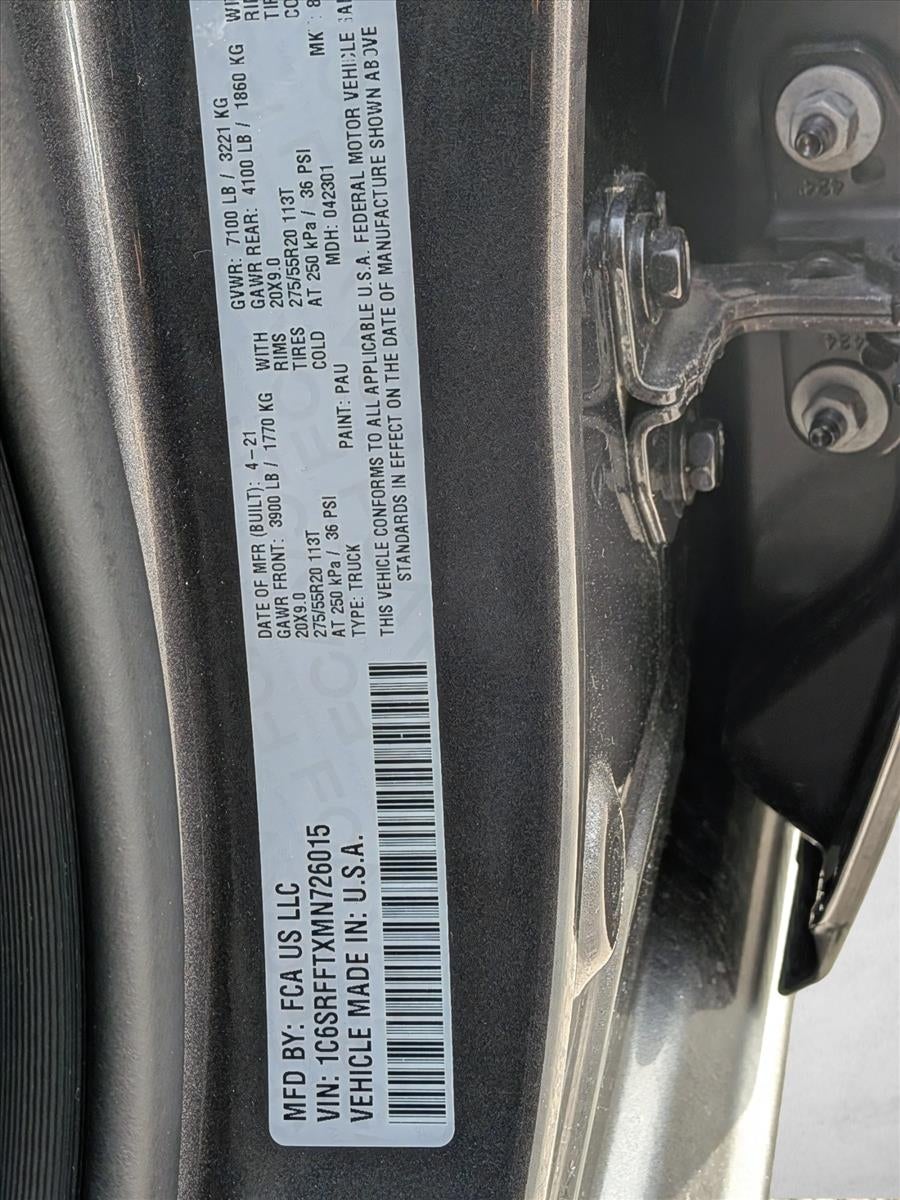 MFD BY: FCA US LLC
VIN: 1C6SRFFTXMN726015
VEHICLE MADE IN: U.S.A.
DATE OF MFR (BUILT): 4-21 GVWR: 7100 LB / 3221 KG
GAWR FRONT: 3900 LB / 1770 KG WITH GAWR REAR: 4100 LB / 1860 KG
20X9.0 RIMS 20X9.0
275/55R20 113T TIRES 275/55R20 113T
AT 250 kPa / 36 PSI COLD AT 250 kPa / 36 PSI
TYPE: TRUCK PAINT: PAU MDH: 042301
THIS VEHICLE CONFORMS TO ALL APPLICABLE U.S.A. FEDERAL MOTOR VEHICLE
STANDARDS IN EFFECT ON THE DATE OF MANUFACTURE SHOWN ABOVE
424
424